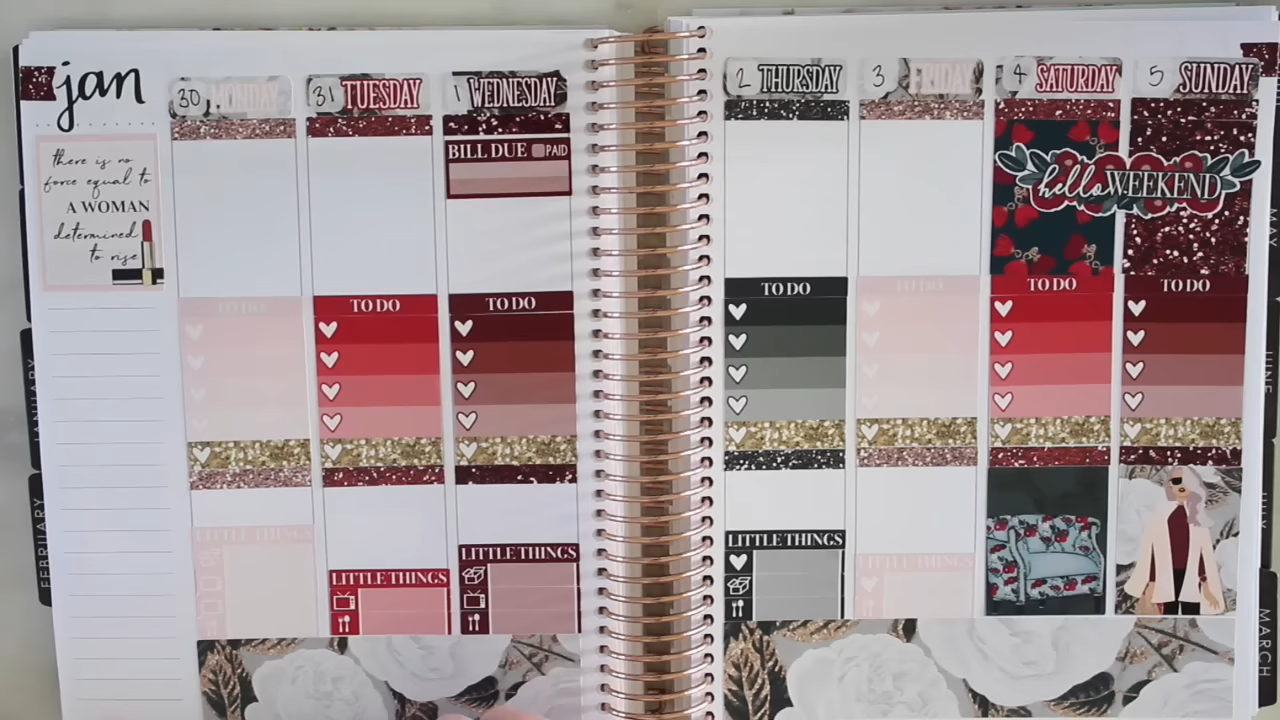 jan
30 MONDAY
31 TUESDAY
1 WEDNESDAY
2 THURSDAY
3 FRIDAY
4 SATURDAY
5 SUNDAY
there is no
force equal to
A WOMAN
determined
to rise
BILL DUE PAID
hello WEEKEND
TO DO
TO DO
TO DO
TO DO
TO DO
TO DO
TO DO
LITTLE THINGS
LITTLE THINGS
LITTLE THINGS
LITTLE THINGS
LITTLE THINGS
JANUARY
FEBRUARY
MAY
JUNE
MARCH